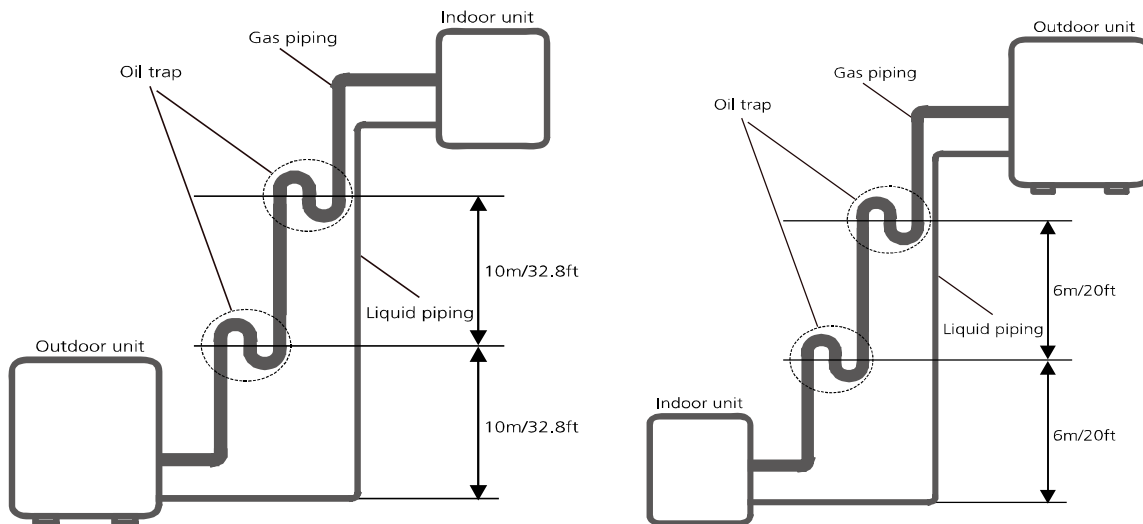 Indoor unit
Gas piping
Oil trap
10m/32.8ft
Liquid piping
Outdoor unit
10m/32.8ft
Outdoor unit
Gas piping
Oil trap
6m/20ft
Liquid piping
Indoor unit
6m/20ft